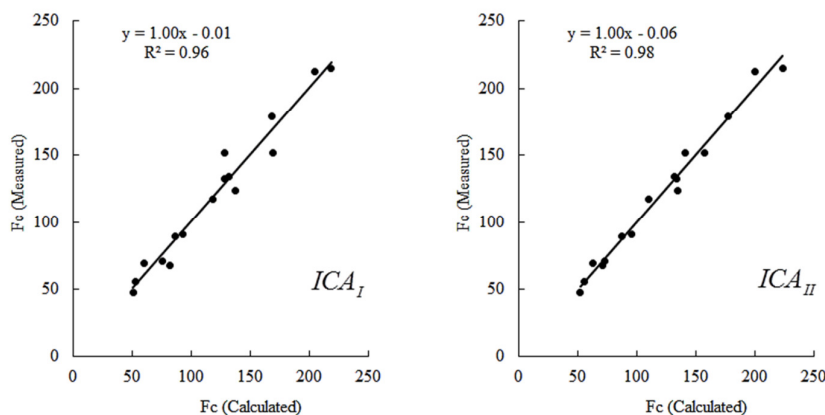 y = 1.00x - 0.01
R² = 0.96
250
200
150
100
50
0
Fc (Measured)
ICA_I
0 50 100 150 200 250
Fc (Calculated)
y = 1.00x - 0.06
R² = 0.98
250
200
150
100
50
0
Fc (Measured)
ICA_II
0 50 100 150 200 250
Fc (Calculated)